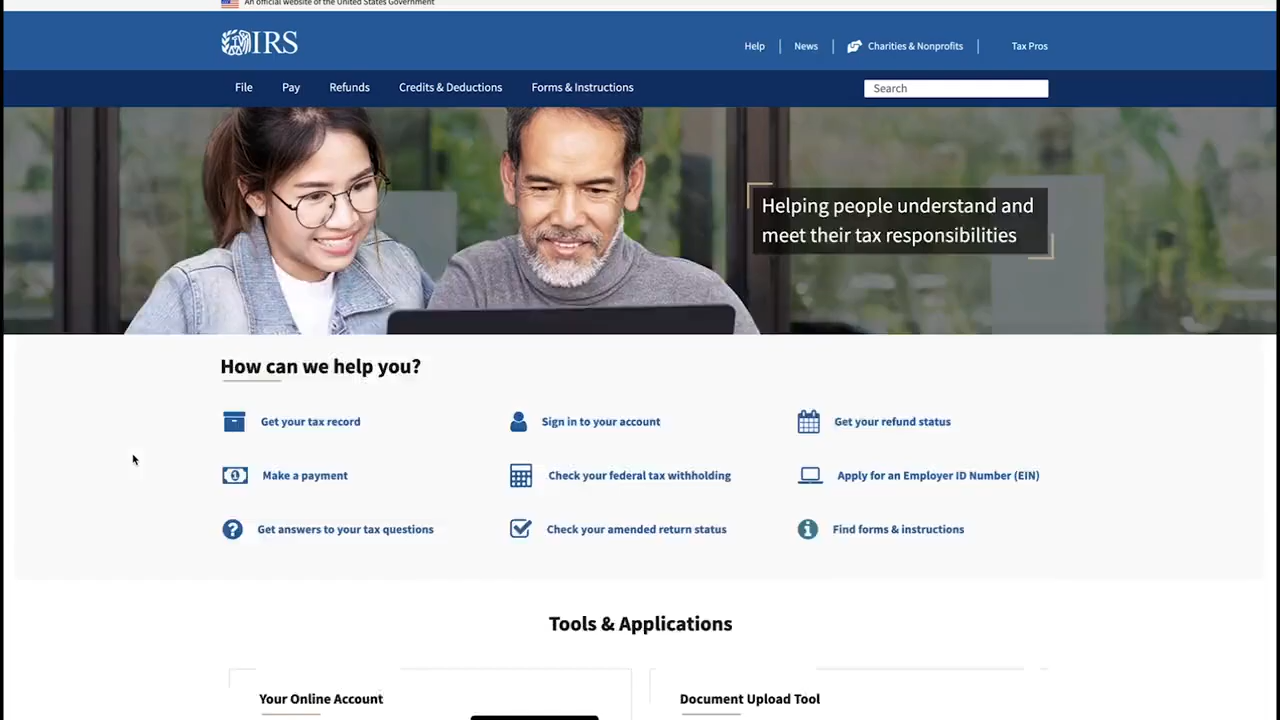 An official website of the United States Government
IRS
Help
News
Charities & Nonprofits
Tax Pros
File
Pay
Refunds
Credits & Deductions
Forms & Instructions
Search
Helping people understand and
meet their tax responsibilities
How can we help you?
Get your tax record
Sign in to your account
Get your refund status
Make a payment
Check your federal tax withholding
Apply for an Employer ID Number (EIN)
Get answers to your tax questions
Check your amended return status
Find forms & instructions
Tools & Applications
Your Online Account
Document Upload Tool